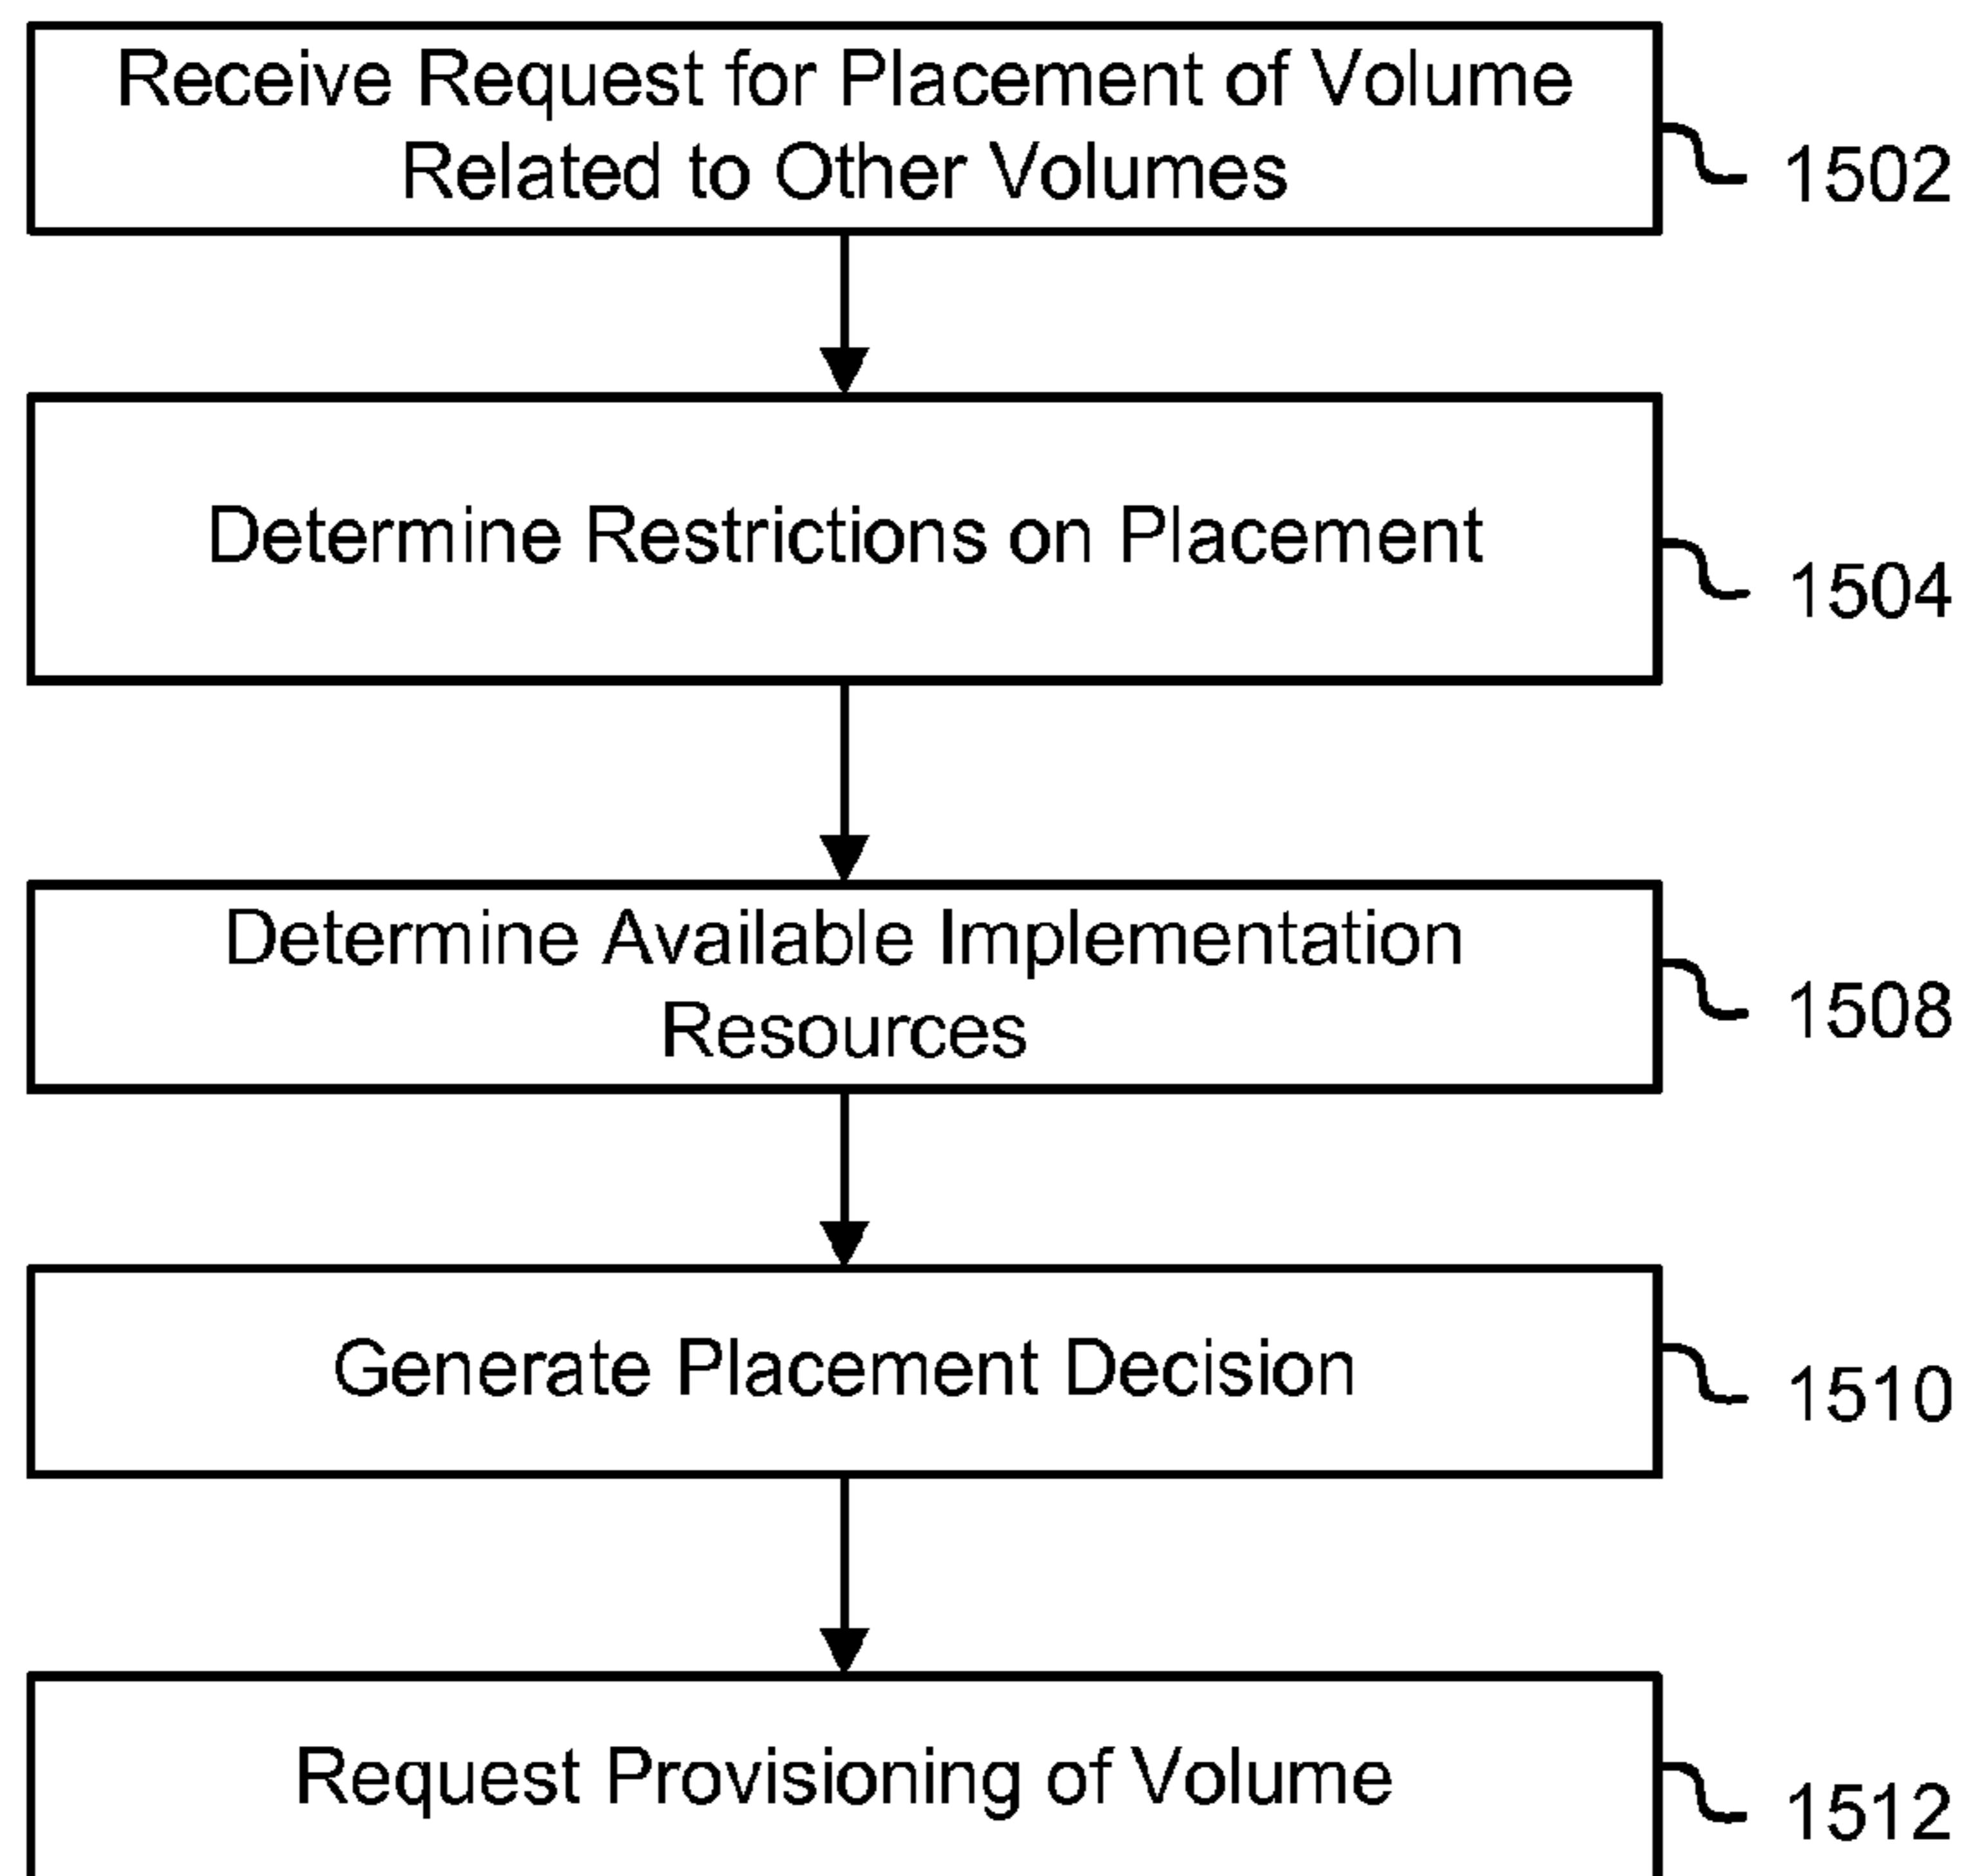 Receive Request for Placement of Volume
Related to Other Volumes
1502
Determine Restrictions on Placement
1504
Determine Available Implementation
Resources
1508
Generate Placement Decision
1510
Request Provisioning of Volume
1512